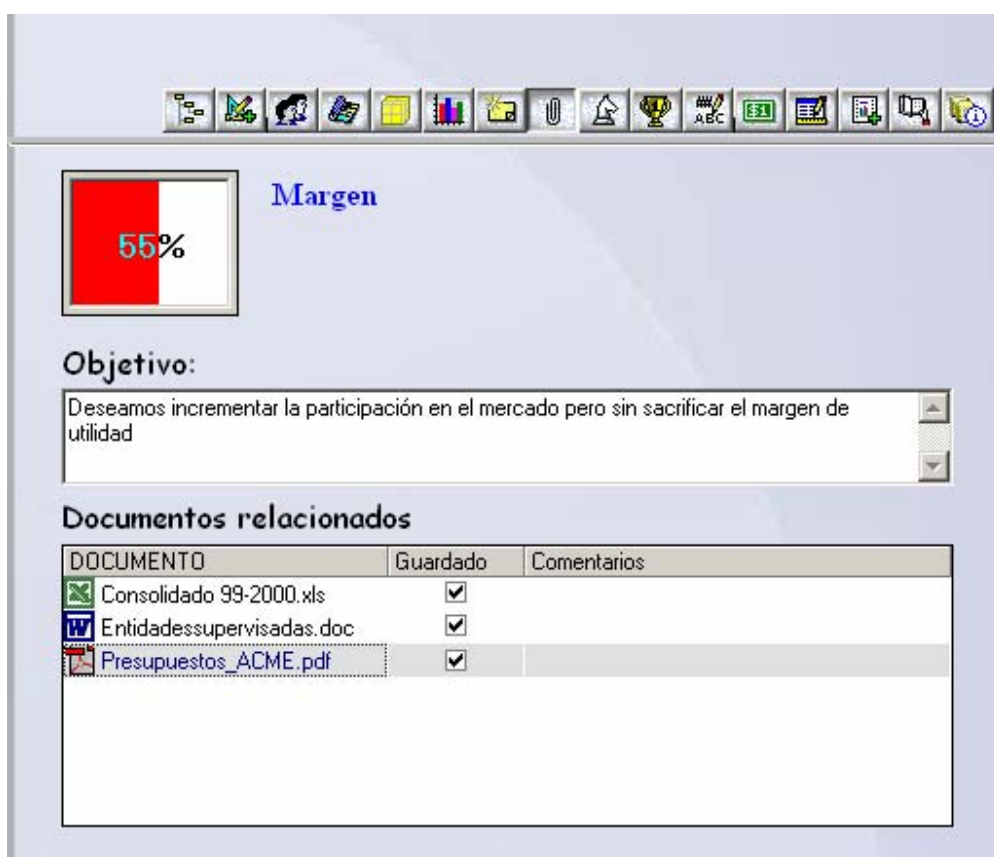 Margen
55%
Objetivo:
Deseamos incrementar la participación en el mercado pero sin sacrificar el margen de
utilidad
Documentos relacionados
DOCUMENTO Guardado Comentarios
Consolidado 99-2000.xls
Entidadessupervisadas.doc
Presupuestos_ACME.pdf